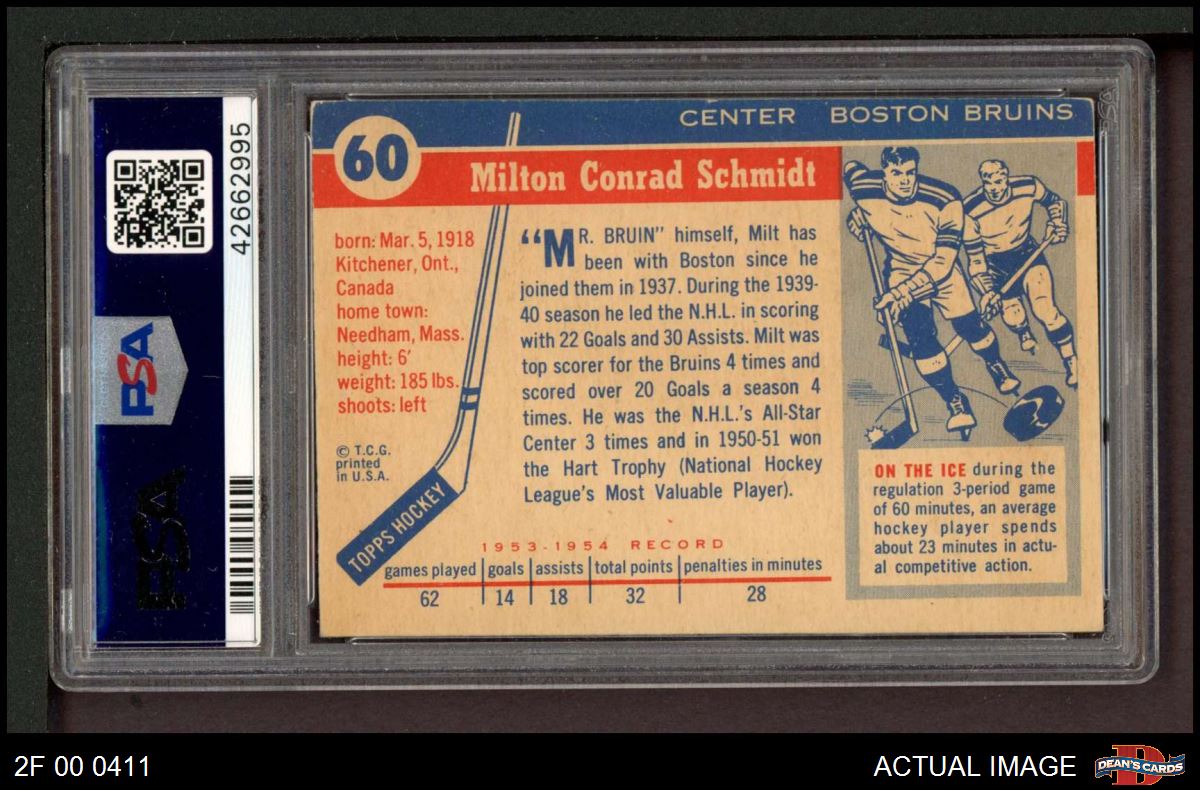 42662995
PSA
PSA
60
CENTER BOSTON BRUINS
Milton Conrad Schmidt
born: Mar. 5, 1918
Kitchener, Ont.,
Canada
home town:
Needham, Mass.
height: 6′
weight: 185 lbs.
shoots: left
© T.C.G.
printed
in U.S.A.
TOPPS HOCKEY
“MR. BRUIN” himself, Milt has
been with Boston since he
joined them in 1937. During the 1939-
40 season he led the N.H.L. in scoring
with 22 Goals and 30 Assists. Milt was
top scorer for the Bruins 4 times and
scored over 20 Goals a season 4
times. He was the N.H.L.'s All-Star
Center 3 times and in 1950-51 won
the Hart Trophy (National Hockey
League's Most Valuable Player).
ON THE ICE during the
regulation 3-period game
of 60 minutes, an average
hockey player spends
about 23 minutes in actu-
al competitive action.
1953-1954 RECORD
games played goals assists total points penalties in minutes
62 14 18 32 28
2F 00 0411
ACTUAL IMAGE
DEAN'S CARDS